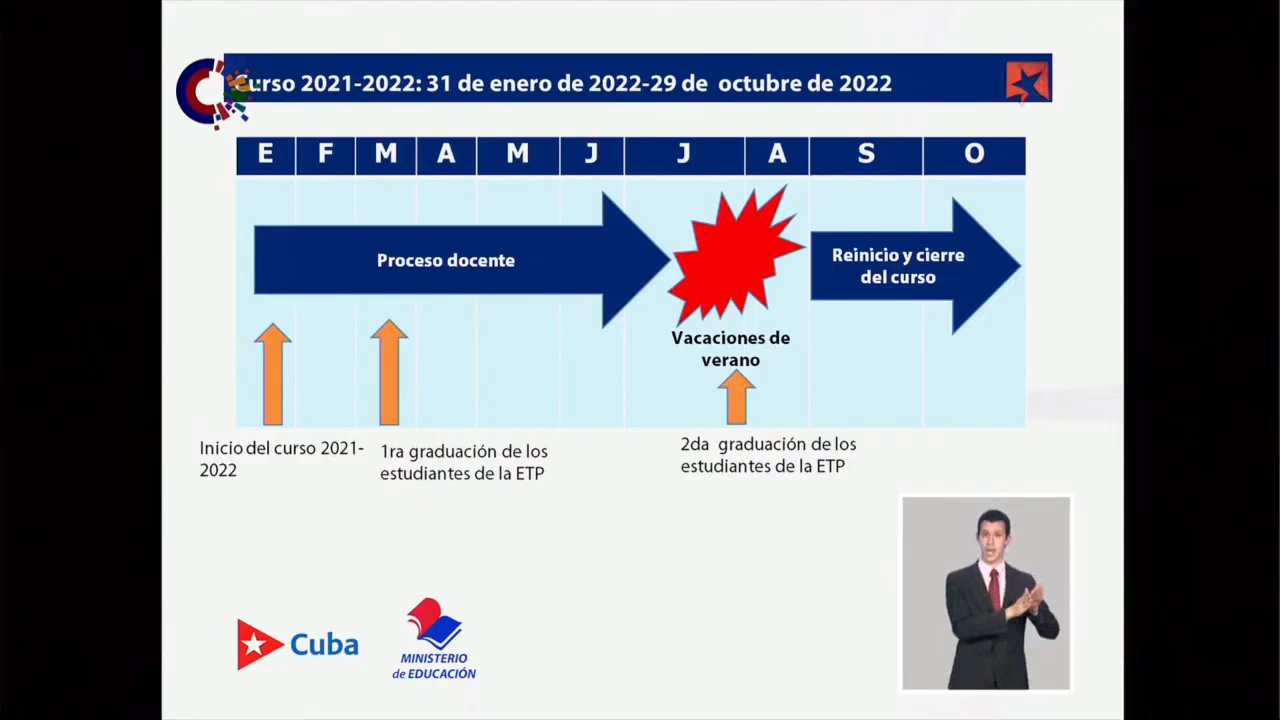 Curso 2021-2022: 31 de enero de 2022-29 de octubre de 2022
E F M A M J J A S O
Proceso docente
Reinicio y cierre
del curso
Vacaciones de
verano
Inicio del curso 2021-
2022
1ra graduación de los
estudiantes de la ETP
2da graduación de los
estudiantes de la ETP
Cuba
MINISTERIO
de EDUCACIÓN